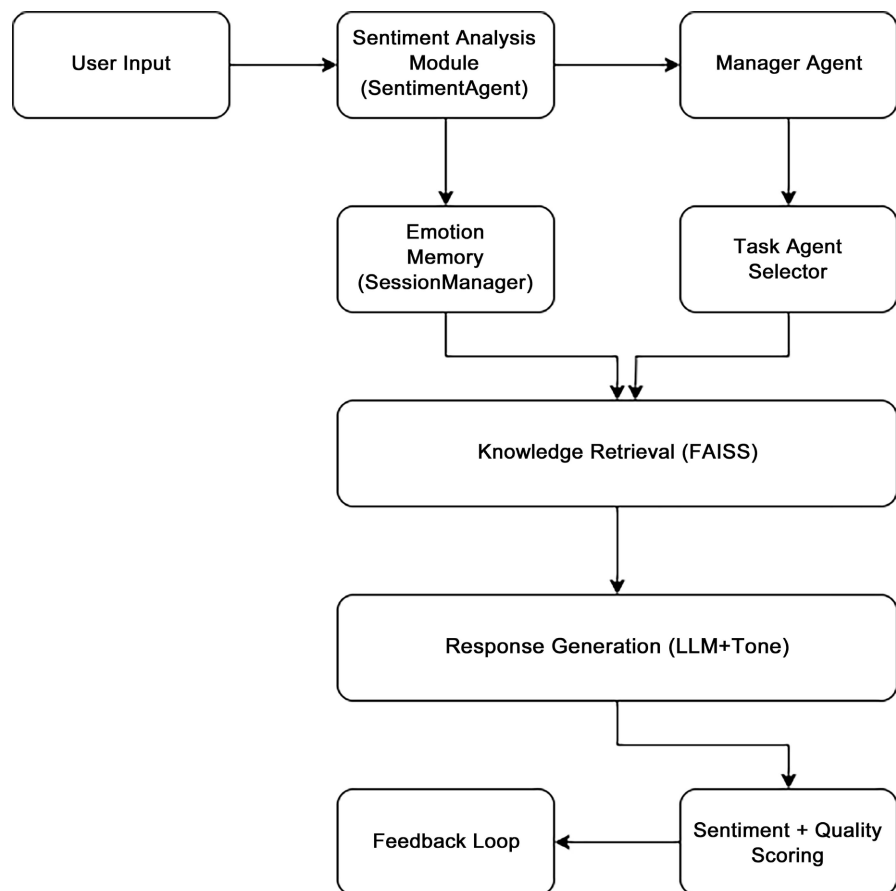 User Input
Sentiment Analysis
Module
(SentimentAgent)
Manager Agent
Emotion
Memory
(SessionManager)
Task Agent
Selector
Knowledge Retrieval (FAISS)
Response Generation (LLM+Tone)
Feedback Loop
Sentiment + Quality
Scoring